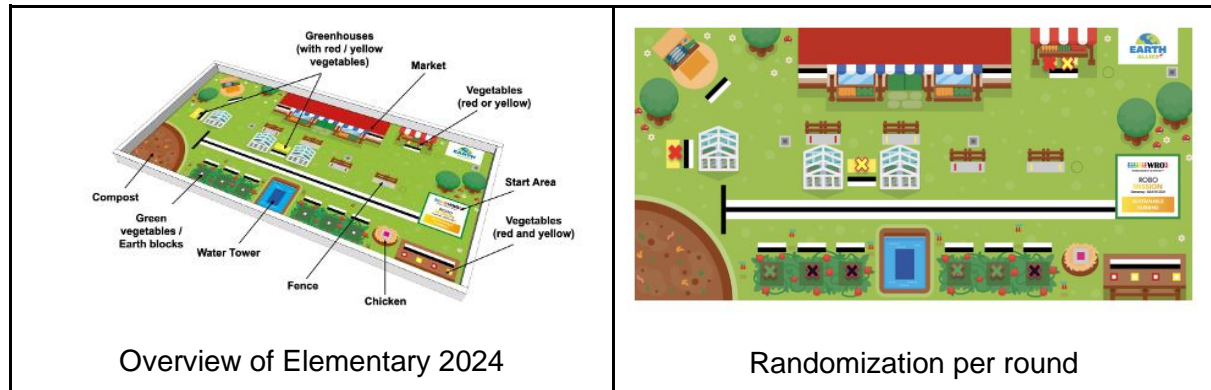 Greenhouses
(with red / yellow
vegetables)
Market
Vegetables
(red or yellow)
Start Area
Compost
Green
vegetables /
Earth blocks
Water Tower
Vegetables
(red and yellow)
Fence
Chicken
Overview of Elementary 2024
EARTH
ALLIES
WRO
ROBO
MISSION
Randomization per round